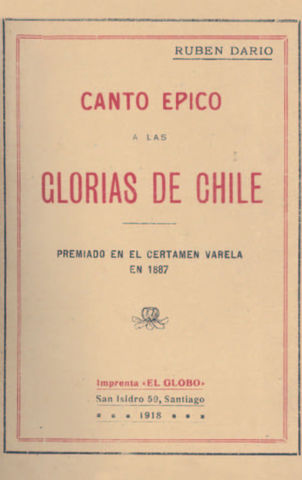 RUBEN DARIO
CANTO EPICO
A LAS
GLORIAS DE CHILE
PREMIADO EN EL CERTAMEN VARELA
EN 1887
Imprenta «EL GLOBO»
San Isidro 59, Santiago
1918